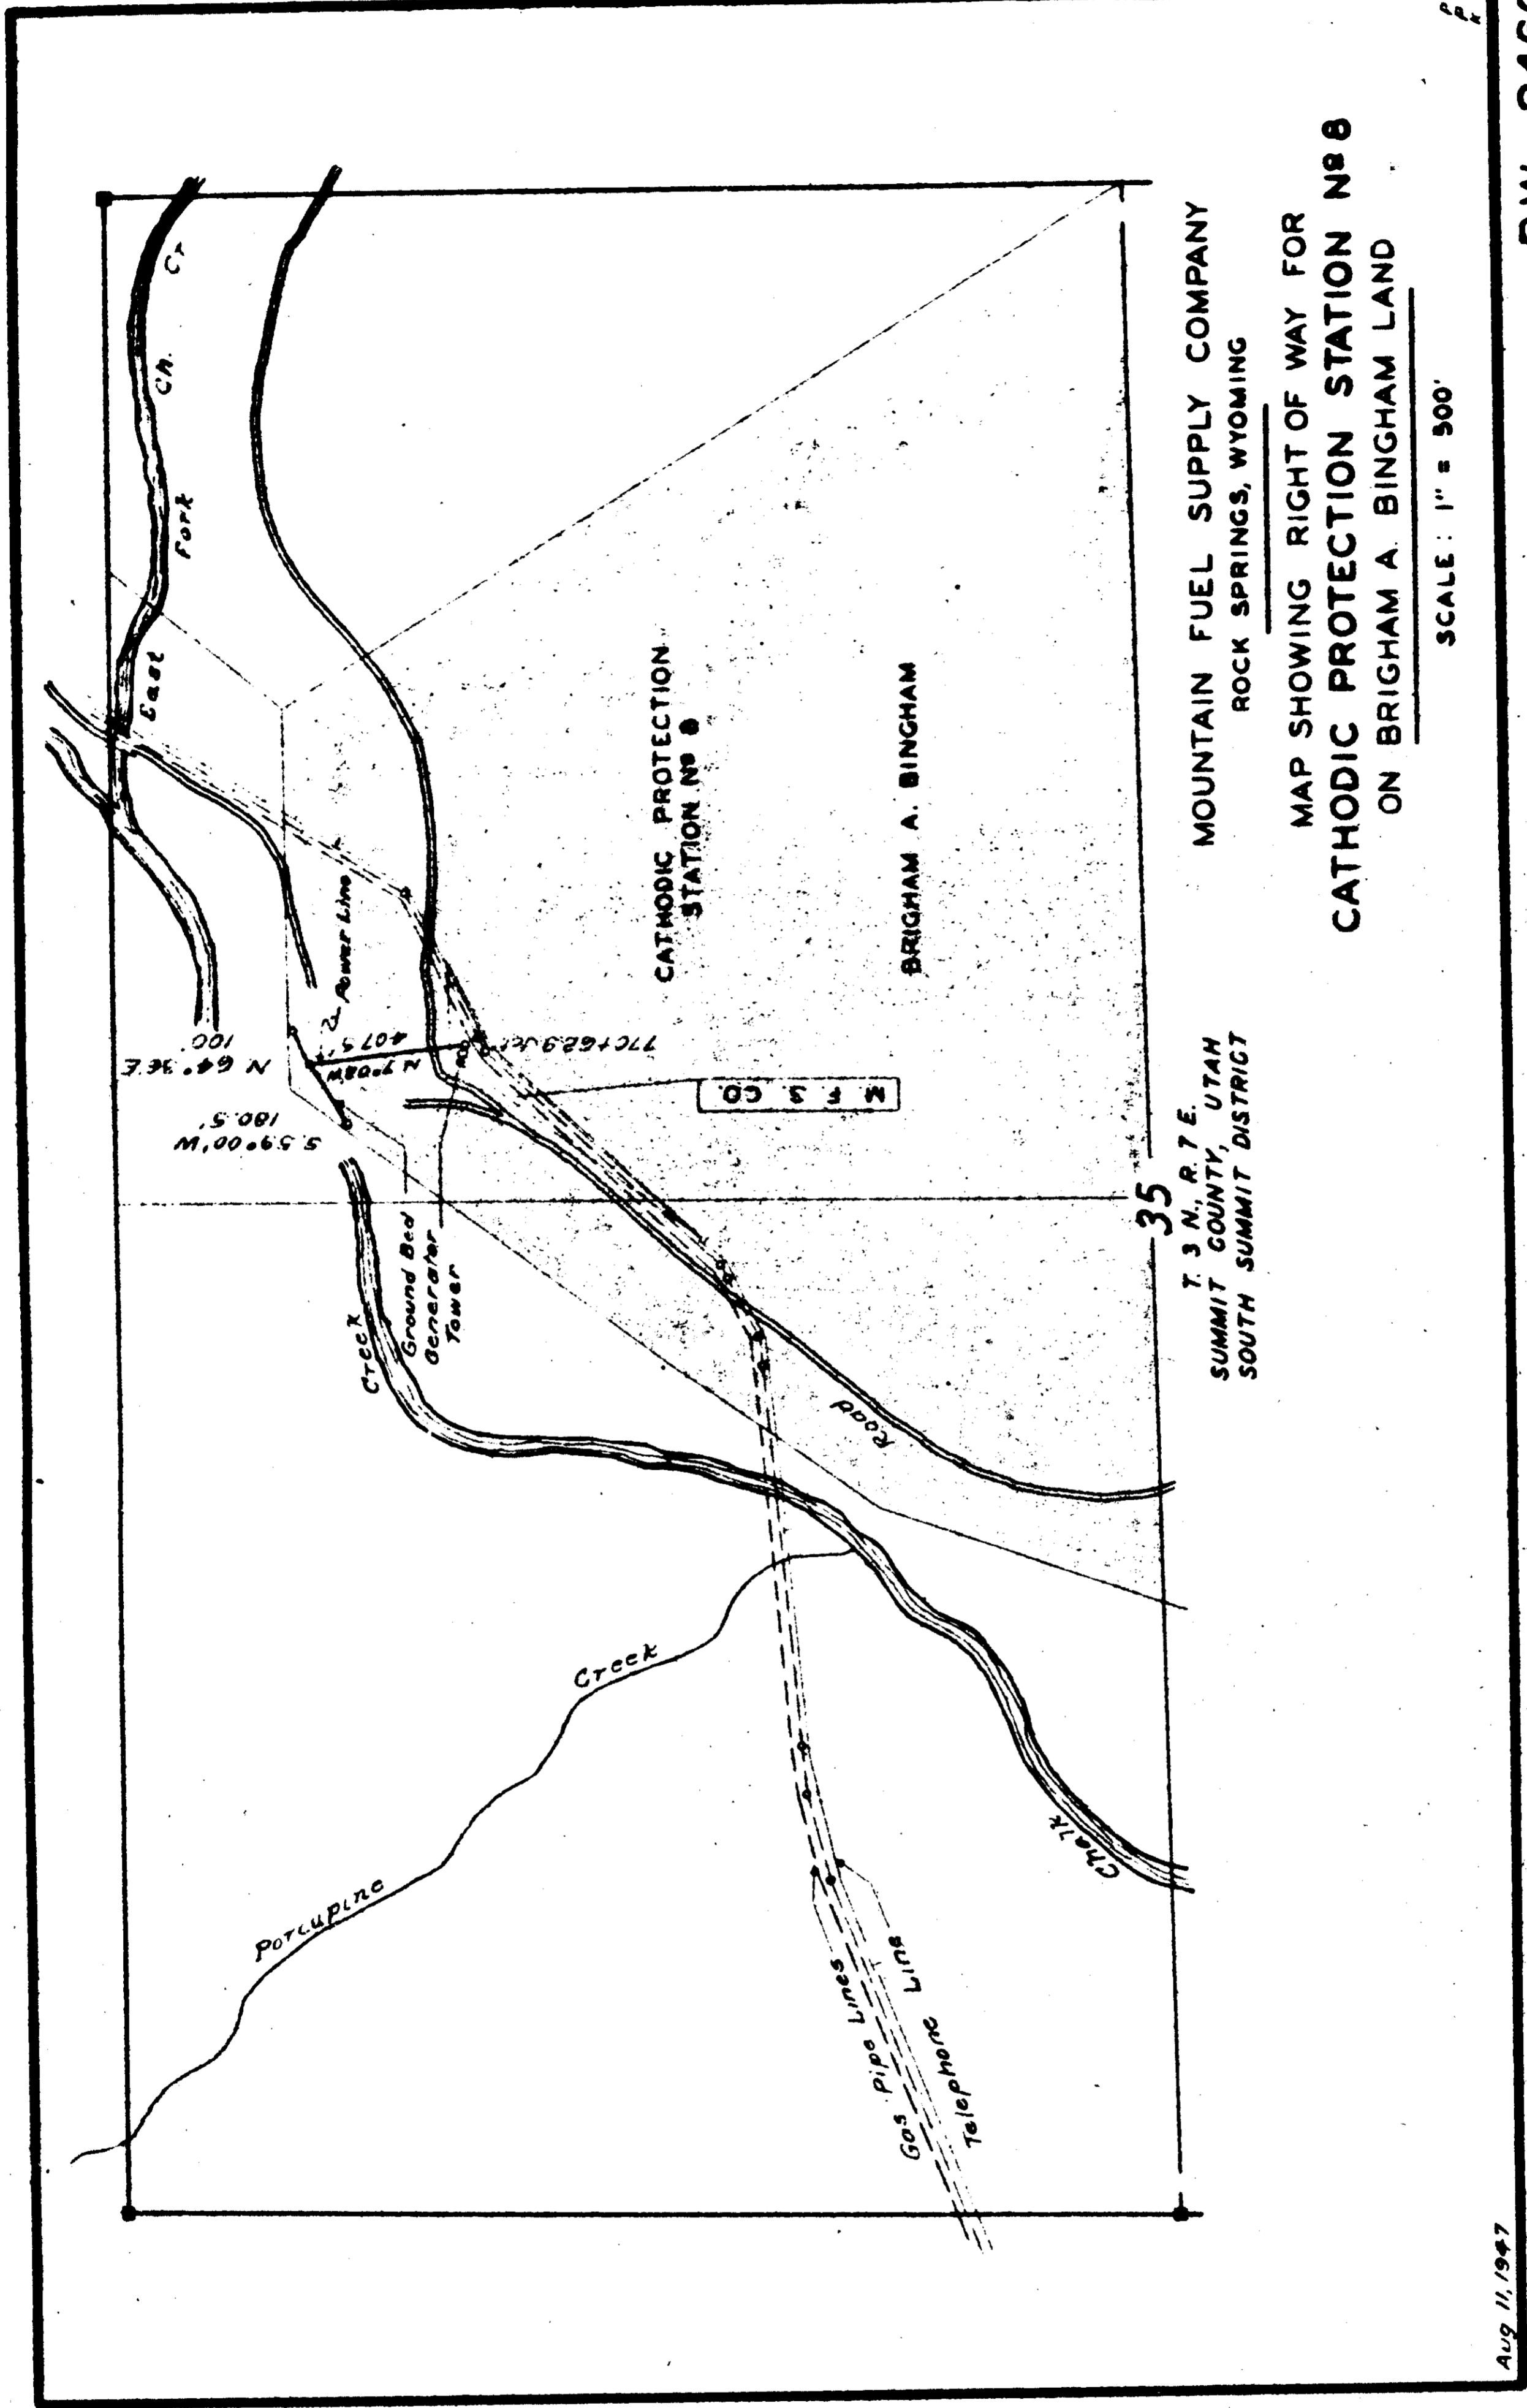 East Fork Ch. Cr
Power Line
N 64° 36' E
100'
S 59° 00' W
180.5'
N 7° 02' W
407.5'
Ground Bed
Generator
Tower
M. F. S. CO.
CATHODIC PROTECTION
STATION Nº 8
BRIGHAM A. BINGHAM
Creek
Porcupine Creek
Road
Chalk
Gas Pipe Lines
Telephone Line
35
T. 3 N., R. 7 E.
SUMMIT COUNTY, UTAH
SOUTH SUMMIT DISTRICT
MOUNTAIN FUEL SUPPLY COMPANY
ROCK SPRINGS, WYOMING
MAP SHOWING RIGHT OF WAY FOR
CATHODIC PROTECTION STATION Nº 8
ON BRIGHAM A. BINGHAM LAND
SCALE : 1" = 500'
Aug 11, 1947